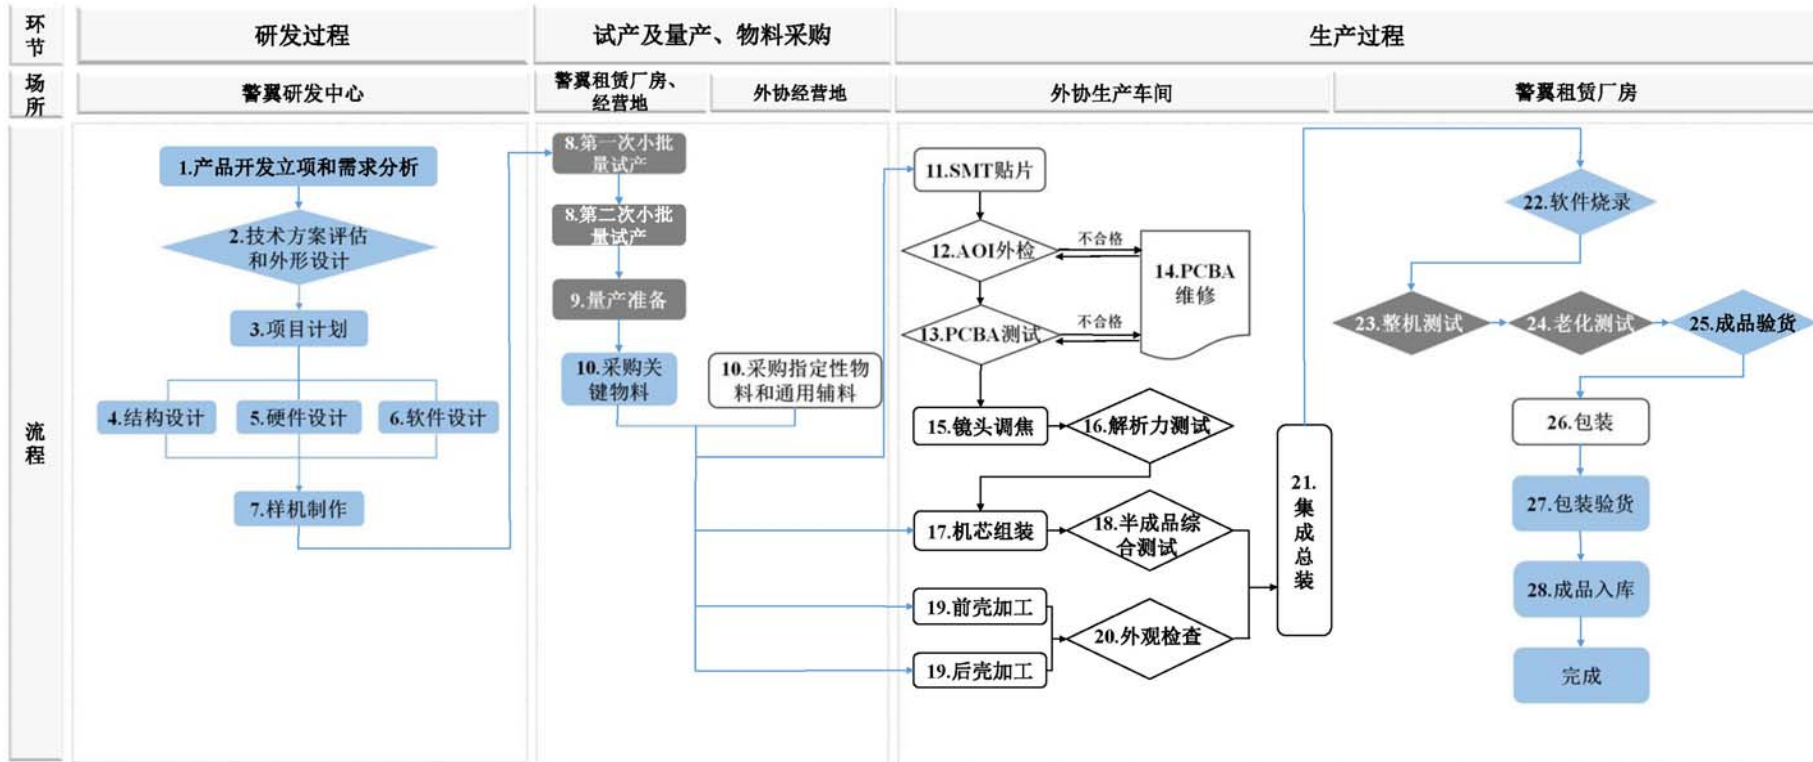 环
节
研发过程
试产及量产、物料采购
生产过程
场
所
警翼研发中心
警翼租赁厂房、
经营地
外协经营地
外协生产车间
警翼租赁厂房
流
程
1.产品开发立项和需求分析
2.技术方案评估
和外形设计
3.项目计划
4.结构设计
5.硬件设计
6.软件设计
7.样机制作
8.第一次小批
量试产
8.第二次小批
量试产
9.量产准备
10.采购关
键物料
10.采购指定性物
料和通用辅料
11.SMT贴片
12.AOI外检
不合格
14.PCBA
维修
13.PCBA测试
不合格
15.镜头调焦
16.解析力测试
17.机芯组装
18.半成品综
合测试
19.前壳加工
20.外观检查
19.后壳加工
21.
集
成
总
装
22.软件烧录
23.整机测试
24.老化测试
25.成品验货
26.包装
27.包装验货
28.成品入库
完成